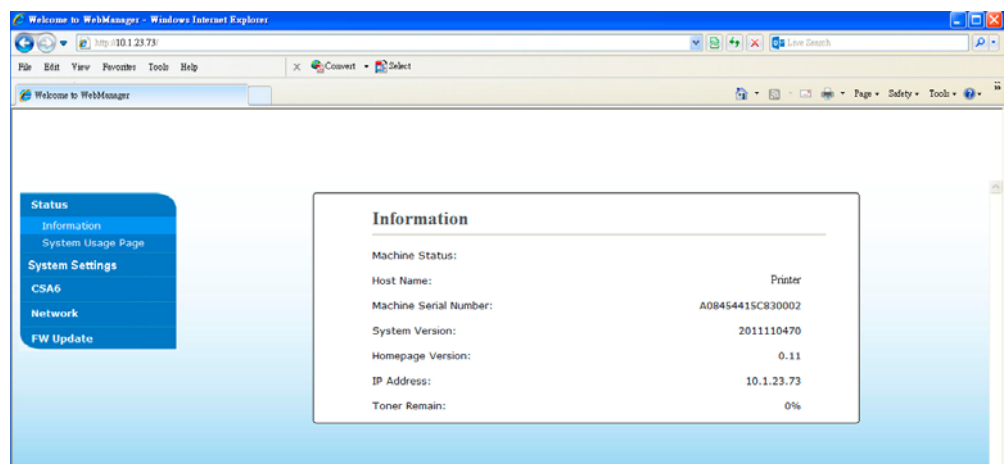 Welcome to WebManager - Windows Internet Explorer
http://10.1.23.73/
Live Search
File Edit View Favorites Tools Help
Convert Select
Welcome to WebManager
Page Safety Tools
Status
Information
System Usage Page
System Settings
CSA6
Network
FW Update
Information
Machine Status:
Host Name: Printer
Machine Serial Number: A08454415C830002
System Version: 2011110470
Homepage Version: 0.11
IP Address: 10.1.23.73
Toner Remain: 0%